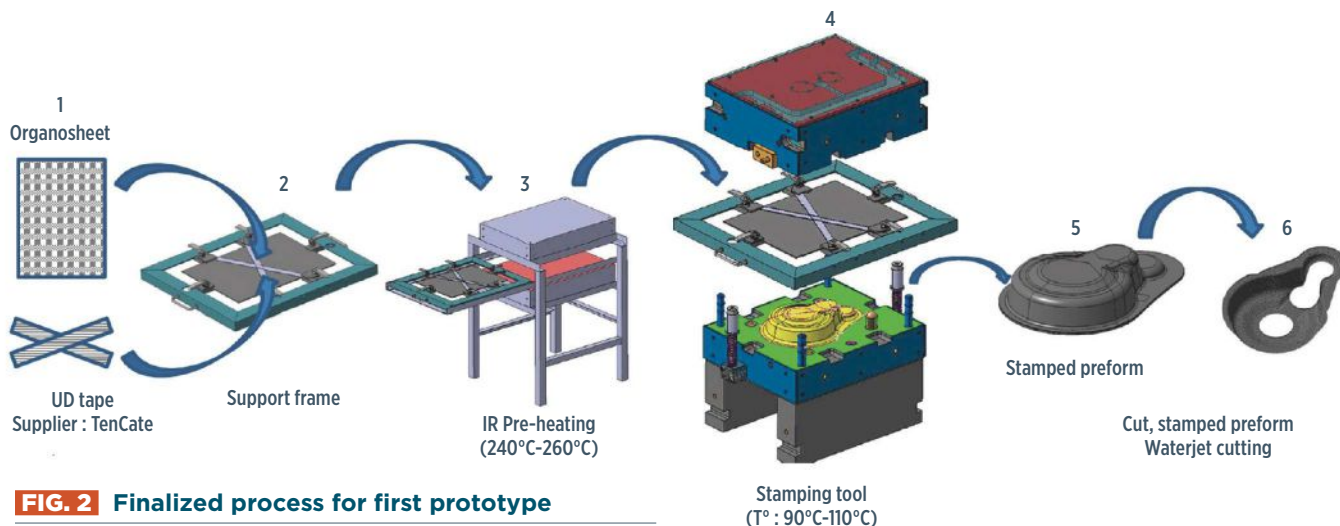 1
Organosheet
UD tape
Supplier : TenCate
2
Support frame
3
IR Pre-heating
(240°C-260°C)
4
Stamping tool
(T° : 90°C-110°C)
5
Stamped preform
6
Cut, stamped preform
Waterjet cutting
FIG. 2 Finalized process for first prototype